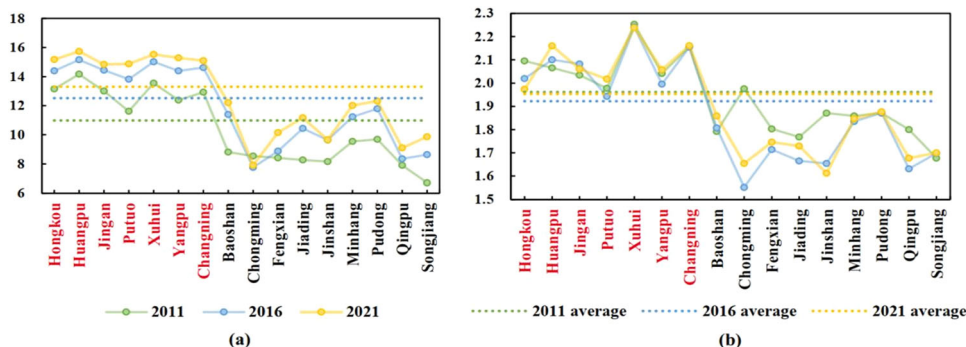 18
16
14
12
10
8
6
Hongkou
Huangpu
Jingan
Putuo
Xuhui
Yangpu
Changning
Baoshan
Chongming
Fengxian
Jiading
Jinshan
Minhang
Pudong
Qingpu
Songjiang
2011 2016 2021
(a)
2.3
2.2
2.1
2.0
1.9
1.8
1.7
1.6
1.5
Hongkou
Huangpu
Jingan
Putuo
Xuhui
Yangpu
Changning
Baoshan
Chongming
Fengxian
Jiading
Jinshan
Minhang
Pudong
Qingpu
Songjiang
2011 average 2016 average 2021 average
(b)